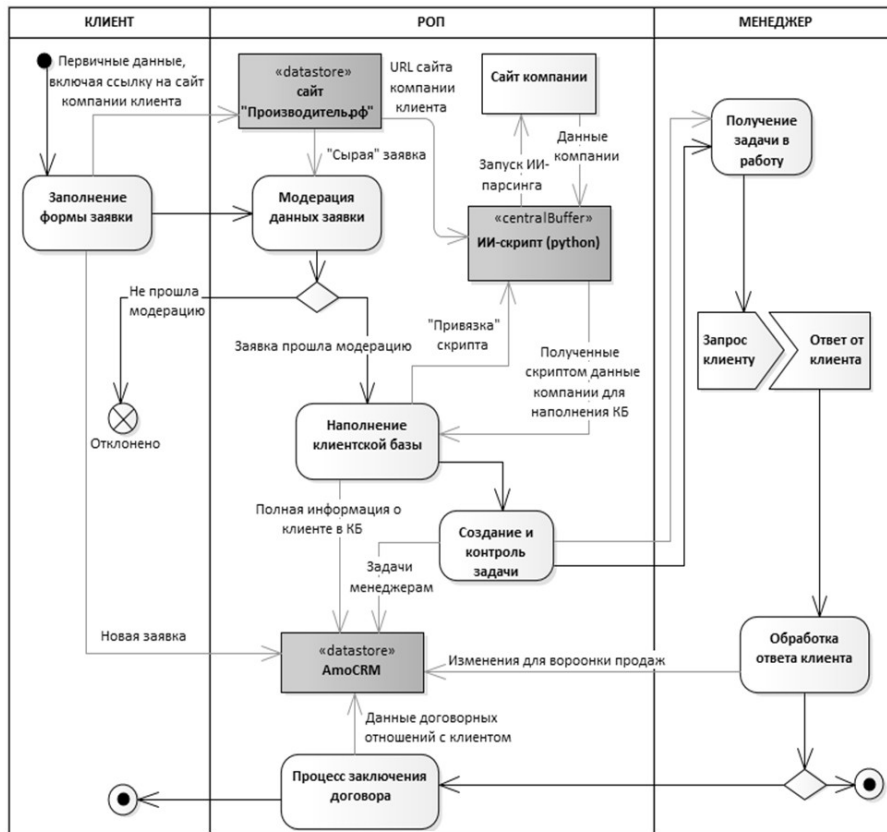 КЛИЕНТ
РОП
МЕНЕДЖЕР
Первичные данные,
включая ссылку на сайт
компании клиента
«datastore»
сайт
"Производитель.рф"
URL сайта
компании
клиента
Сайт компании
Получение
задачи в
работу
"Сырая" заявка
Запуск ИИ-
парсинга
Данные
компании
Заполнение
формы заявки
Модерация
данных заявки
«centralBuffer»
ИИ-скрипт (python)
Не прошла
модерацию
Заявка прошла модерацию
"Привязка"
скрипта
Полученные
скриптом данные
компании для
наполнения КБ
Запрос
клиенту
Ответ от
клиента
Отклонено
Наполнение
клиентской базы
Полная информация о
клиенте в КБ
Создание и
контроль
задачи
Задачи
менеджерам
Новая заявка
«datastore»
AmoCRM
Изменения для вороонки продаж
Обработка
ответа клиента
Данные договорных
отношений с клиентом
Процесс заключения
договора